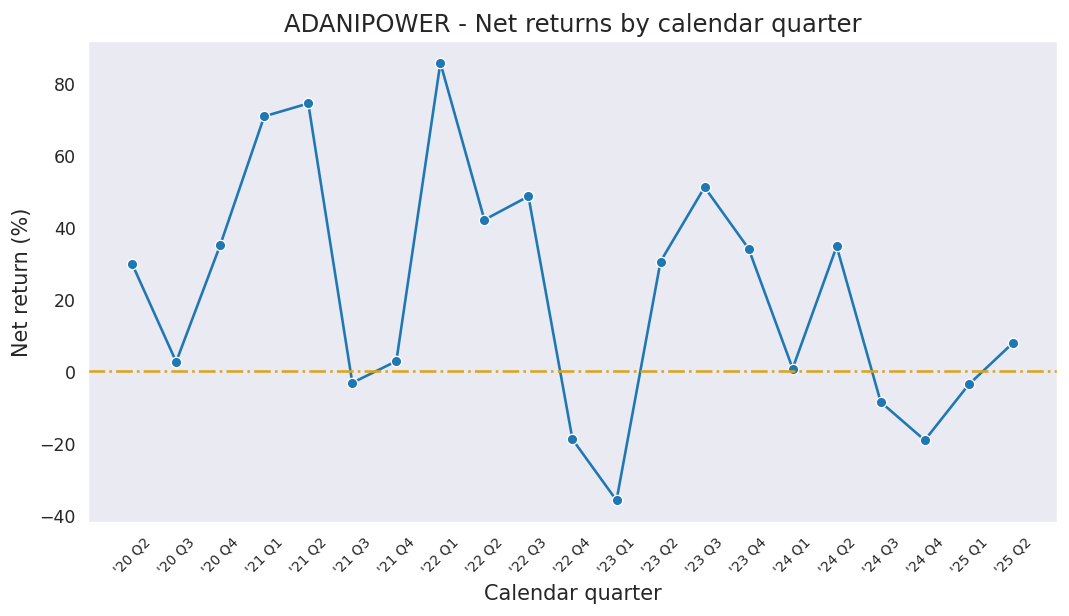 ADANIPOWER - Net returns by calendar quarter
Net return (%)
80
60
40
20
0
−20
−40
'20 Q2
'20 Q3
'20 Q4
'21 Q1
'21 Q2
'21 Q3
'21 Q4
'22 Q1
'22 Q2
'22 Q3
'22 Q4
'23 Q1
'23 Q2
'23 Q3
'23 Q4
'24 Q1
'24 Q2
'24 Q3
'24 Q4
'25 Q1
'25 Q2
Calendar quarter